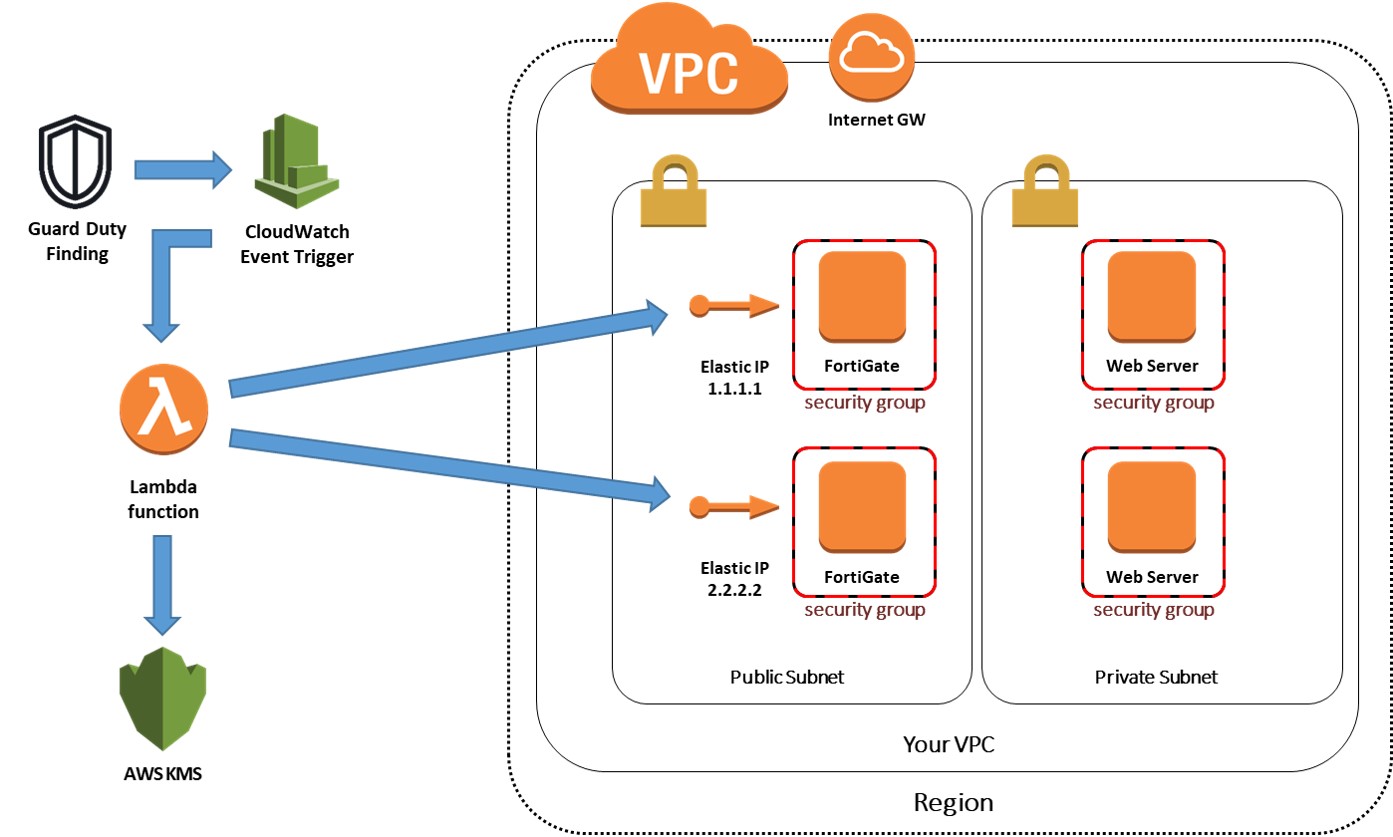 VPC
Internet GW
Guard Duty
Finding
CloudWatch
Event Trigger
Elastic IP
1.1.1.1
FortiGate
security group
Web Server
security group
λ
Lambda
function
Elastic IP
2.2.2.2
FortiGate
security group
Web Server
security group
Public Subnet
Private Subnet
Your VPC
AWS KMS
Region